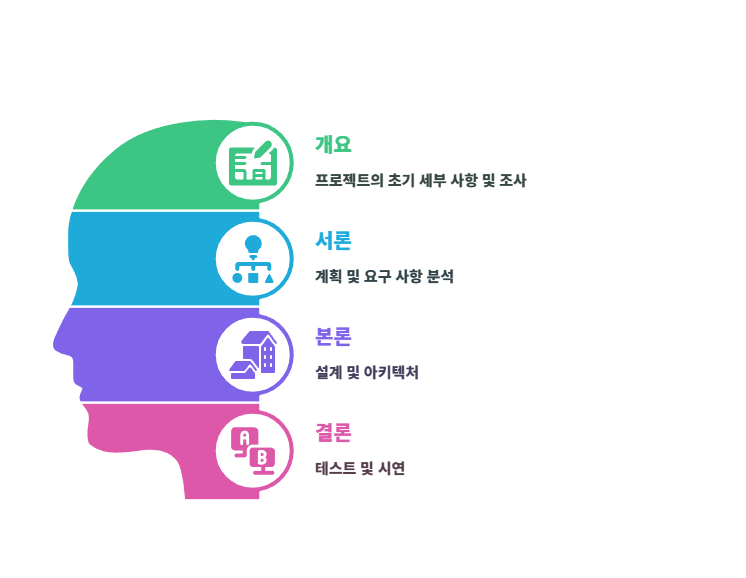 개요
프로젝트의 초기 세부 사항 및 조사
서론
계획 및 요구 사항 분석
본론
설계 및 아키텍처
결론
A
B
테스트 및 시연